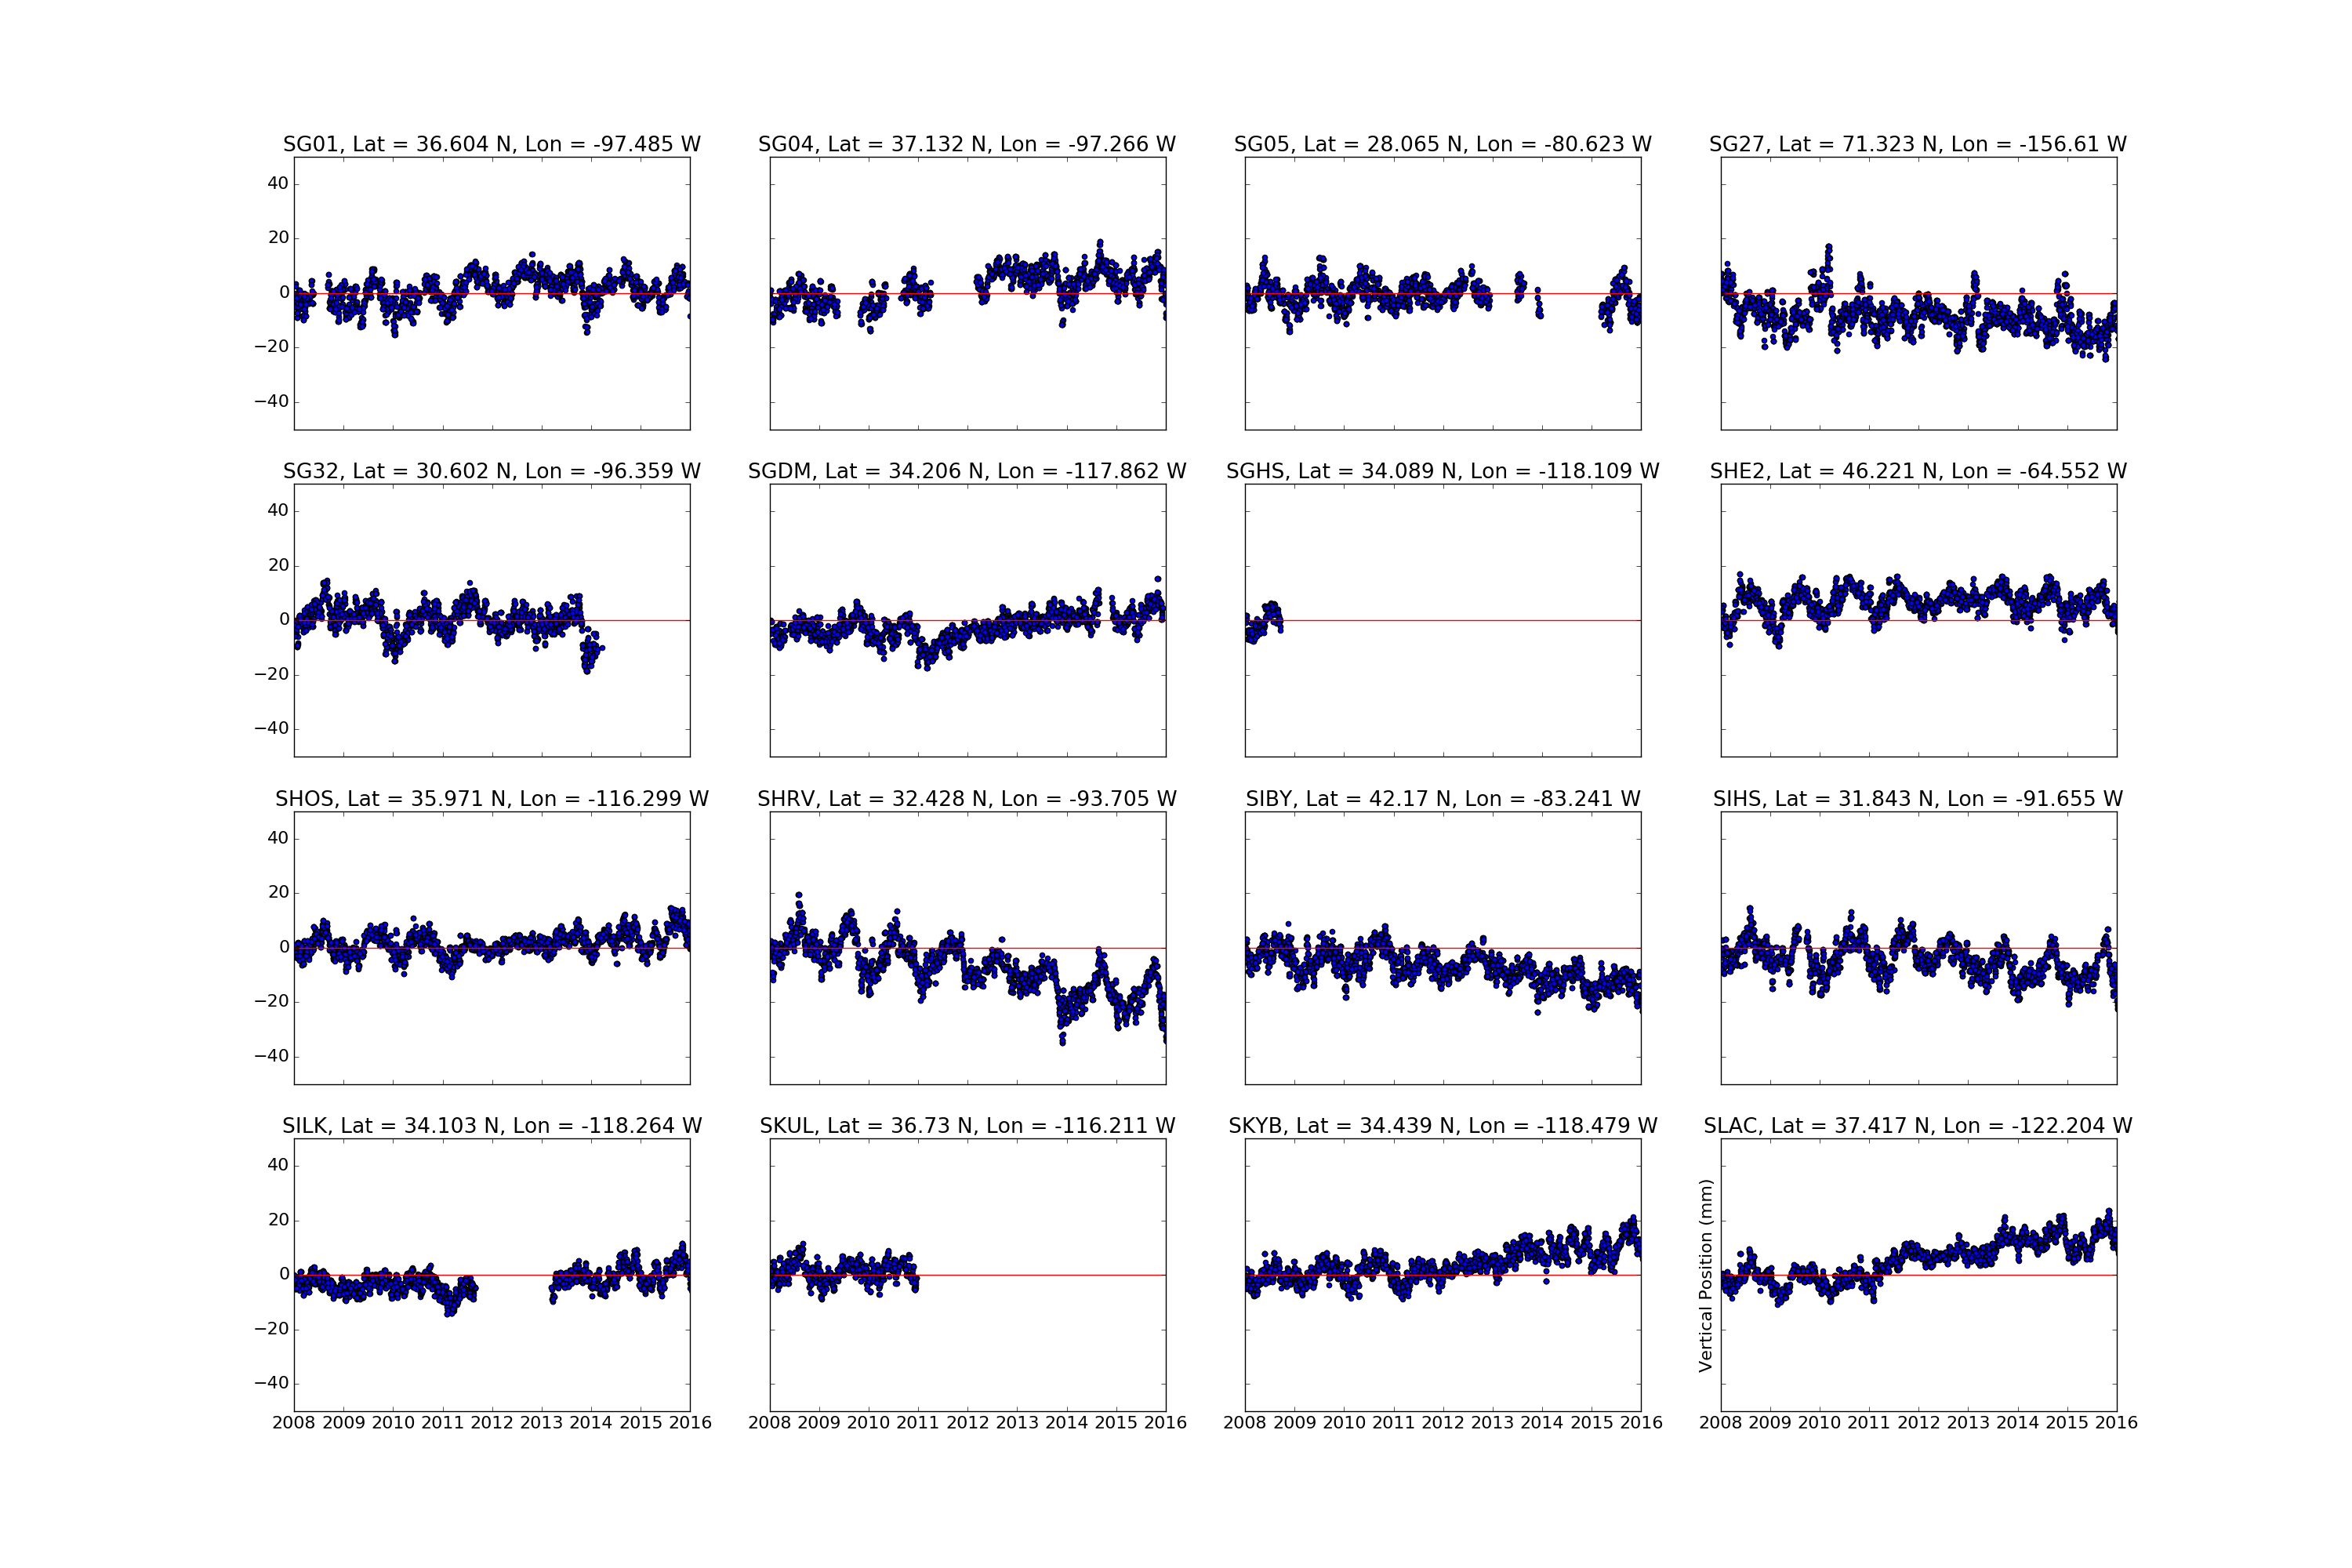 SG01, Lat = 36.604 N, Lon = -97.485 W
SG04, Lat = 37.132 N, Lon = -97.266 W
SG05, Lat = 28.065 N, Lon = -80.623 W
SG27, Lat = 71.323 N, Lon = -156.61 W
40
20
0
−20
−40
SG32, Lat = 30.602 N, Lon = -96.359 W
SGDM, Lat = 34.206 N, Lon = -117.862 W
SGHS, Lat = 34.089 N, Lon = -118.109 W
SHE2, Lat = 46.221 N, Lon = -64.552 W
40
20
0
−20
−40
SHOS, Lat = 35.971 N, Lon = -116.299 W
SHRV, Lat = 32.428 N, Lon = -93.705 W
SIBY, Lat = 42.17 N, Lon = -83.241 W
SIHS, Lat = 31.843 N, Lon = -91.655 W
40
20
0
−20
−40
SILK, Lat = 34.103 N, Lon = -118.264 W
SKUL, Lat = 36.73 N, Lon = -116.211 W
SKYB, Lat = 34.439 N, Lon = -118.479 W
SLAC, Lat = 37.417 N, Lon = -122.204 W
40
20
0
−20
−40
Vertical Position (mm)
2008 2009 2010 2011 2012 2013 2014 2015 2016
2008 2009 2010 2011 2012 2013 2014 2015 2016
2008 2009 2010 2011 2012 2013 2014 2015 2016
2008 2009 2010 2011 2012 2013 2014 2015 2016